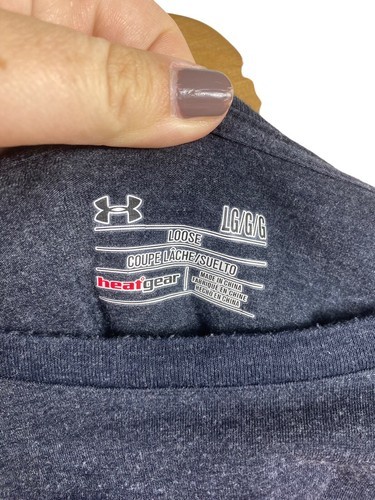 LG/G/G
LOOSE
COUPE LÂCHE/SUELTO
heatgear
MADE IN CHINA
FABRIQUÉ EN CHINE
HECHO EN CHINA